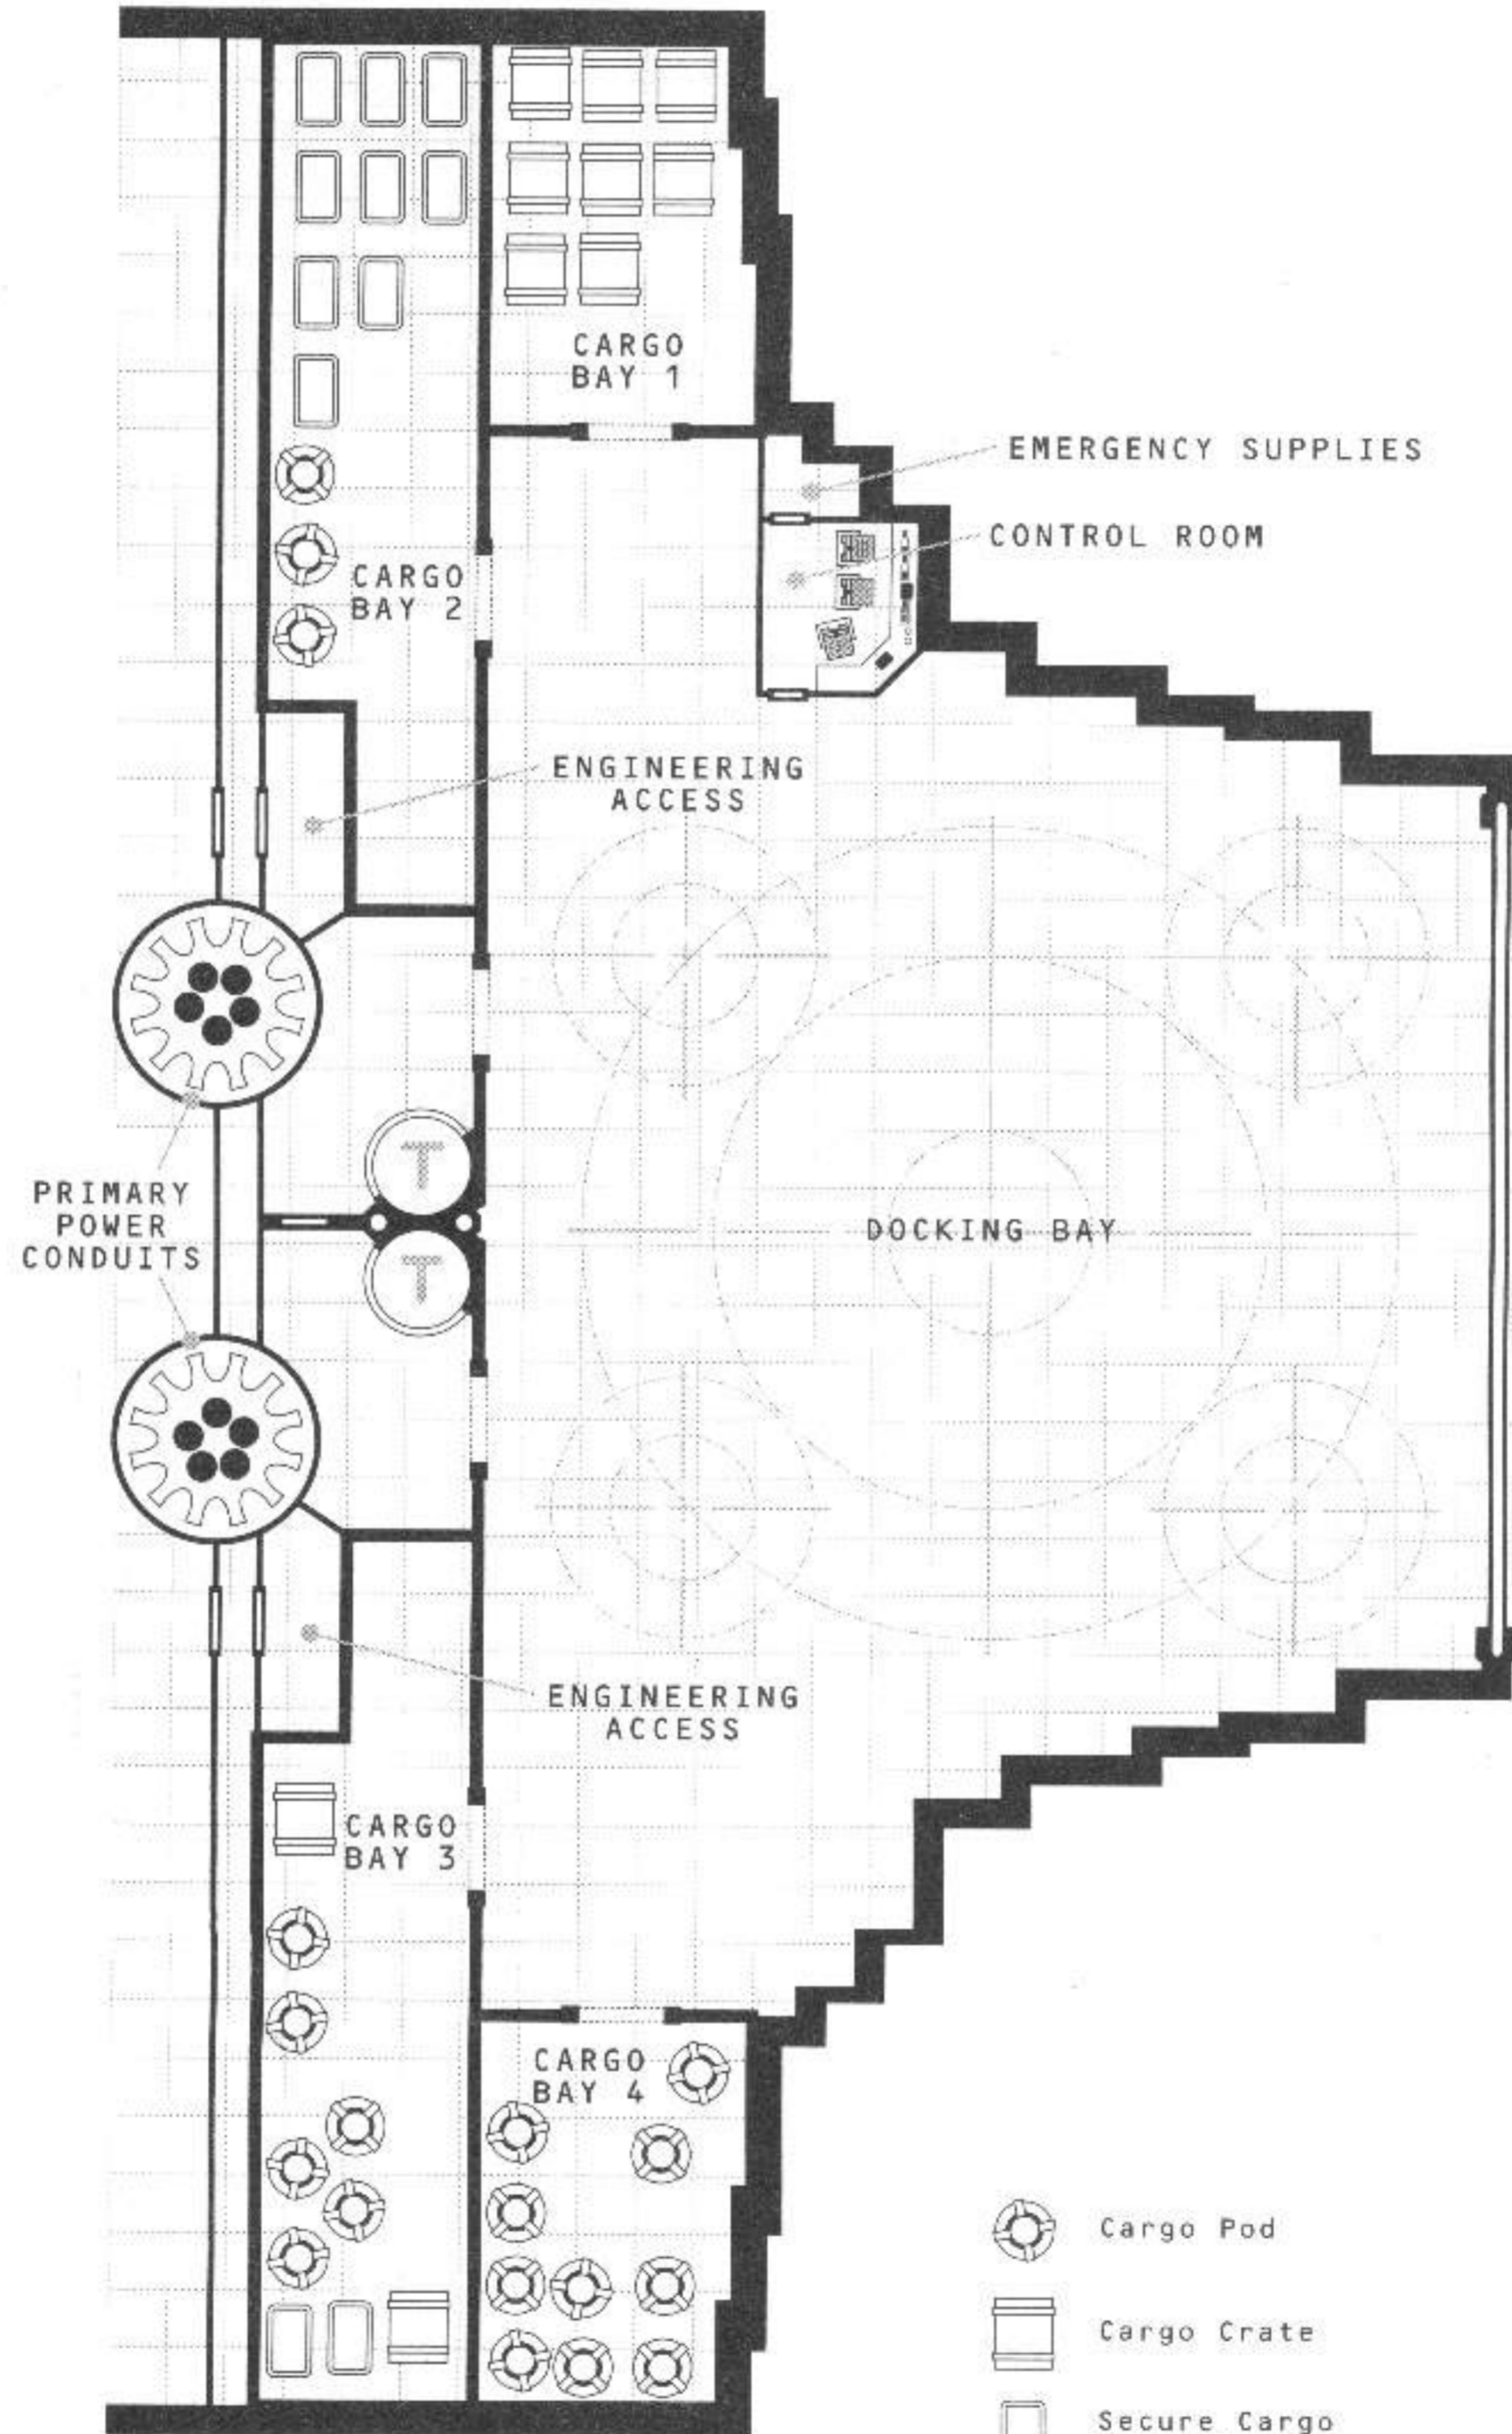 CARGO
BAY 1
EMERGENCY SUPPLIES
CONTROL ROOM
CARGO
BAY 2
ENGINEERING
ACCESS
T
PRIMARY
POWER
CONDUITS
DOCKING BAY
T
ENGINEERING
ACCESS
CARGO
BAY 3
CARGO
BAY 4
Cargo Pod
Cargo Crate
Secure Cargo